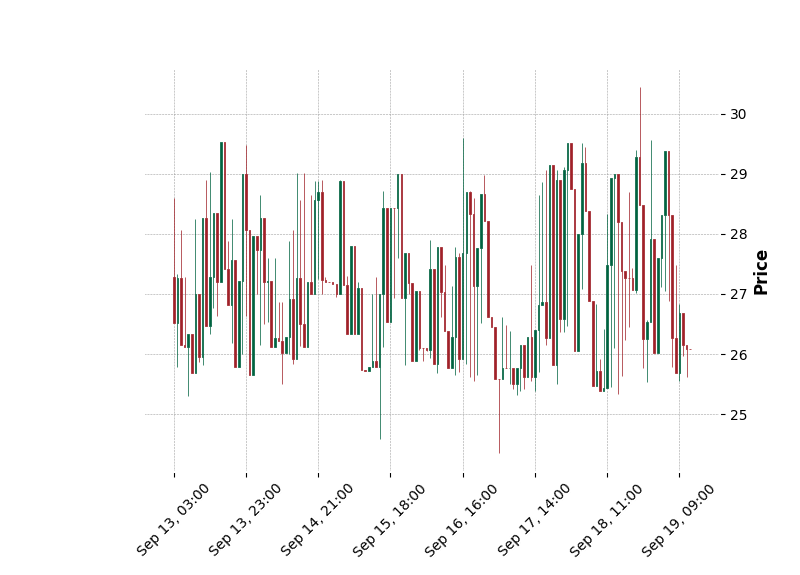 30
29
28
27
26
25
Price
Sep 13, 03:00
Sep 13, 23:00
Sep 14, 21:00
Sep 15, 18:00
Sep 16, 16:00
Sep 17, 14:00
Sep 18, 11:00
Sep 19, 09:00